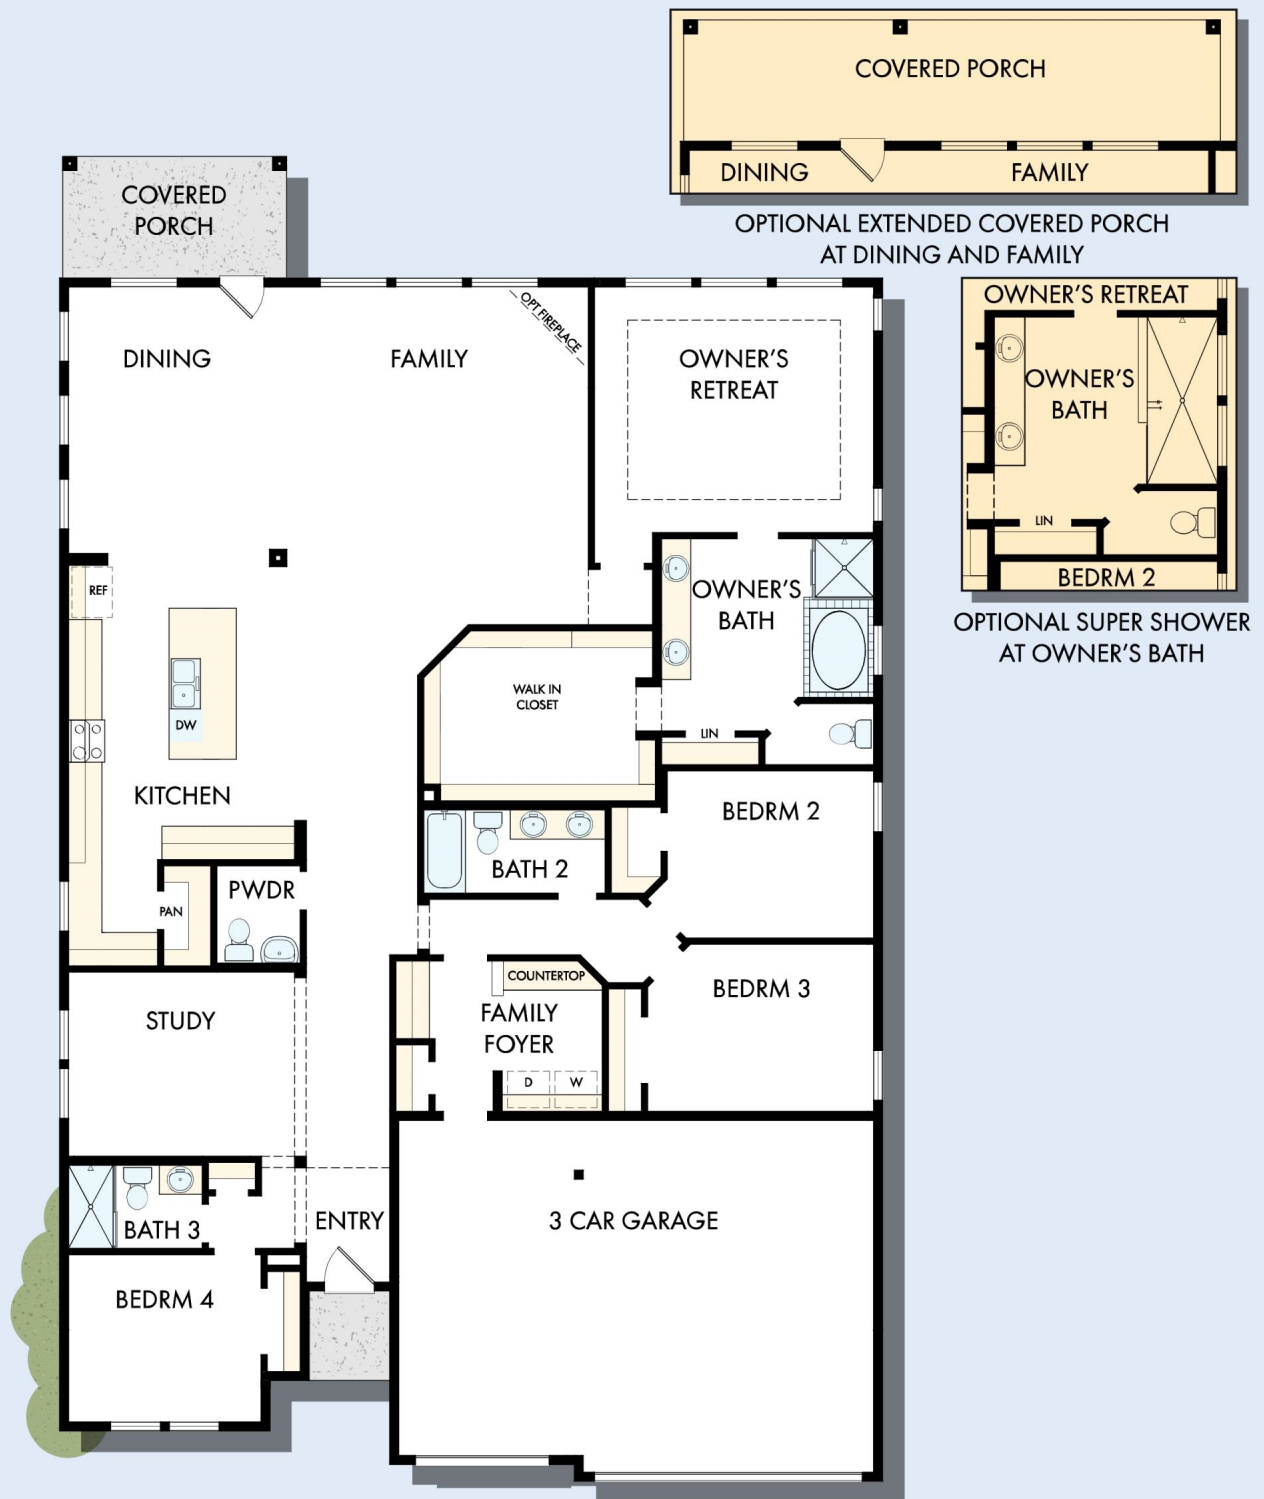 COVERED PORCH
DINING
FAMILY
OPTIONAL EXTENDED COVERED PORCH
AT DINING AND FAMILY
COVERED
PORCH
OWNER'S RETREAT
OWNER'S
BATH
LIN
BEDRM 2
OPTIONAL SUPER SHOWER
AT OWNER'S BATH
DINING
FAMILY
OPT FIREPLACE
OWNER'S
RETREAT
REF
DW
KITCHEN
OWNER'S
BATH
WALK IN
CLOSET
LIN
BEDRM 2
BATH 2
PWDR
PAN
STUDY
COUNTERTOP
FAMILY
FOYER
D
W
BEDRM 3
BATH 3
ENTRY
3 CAR GARAGE
BEDRM 4